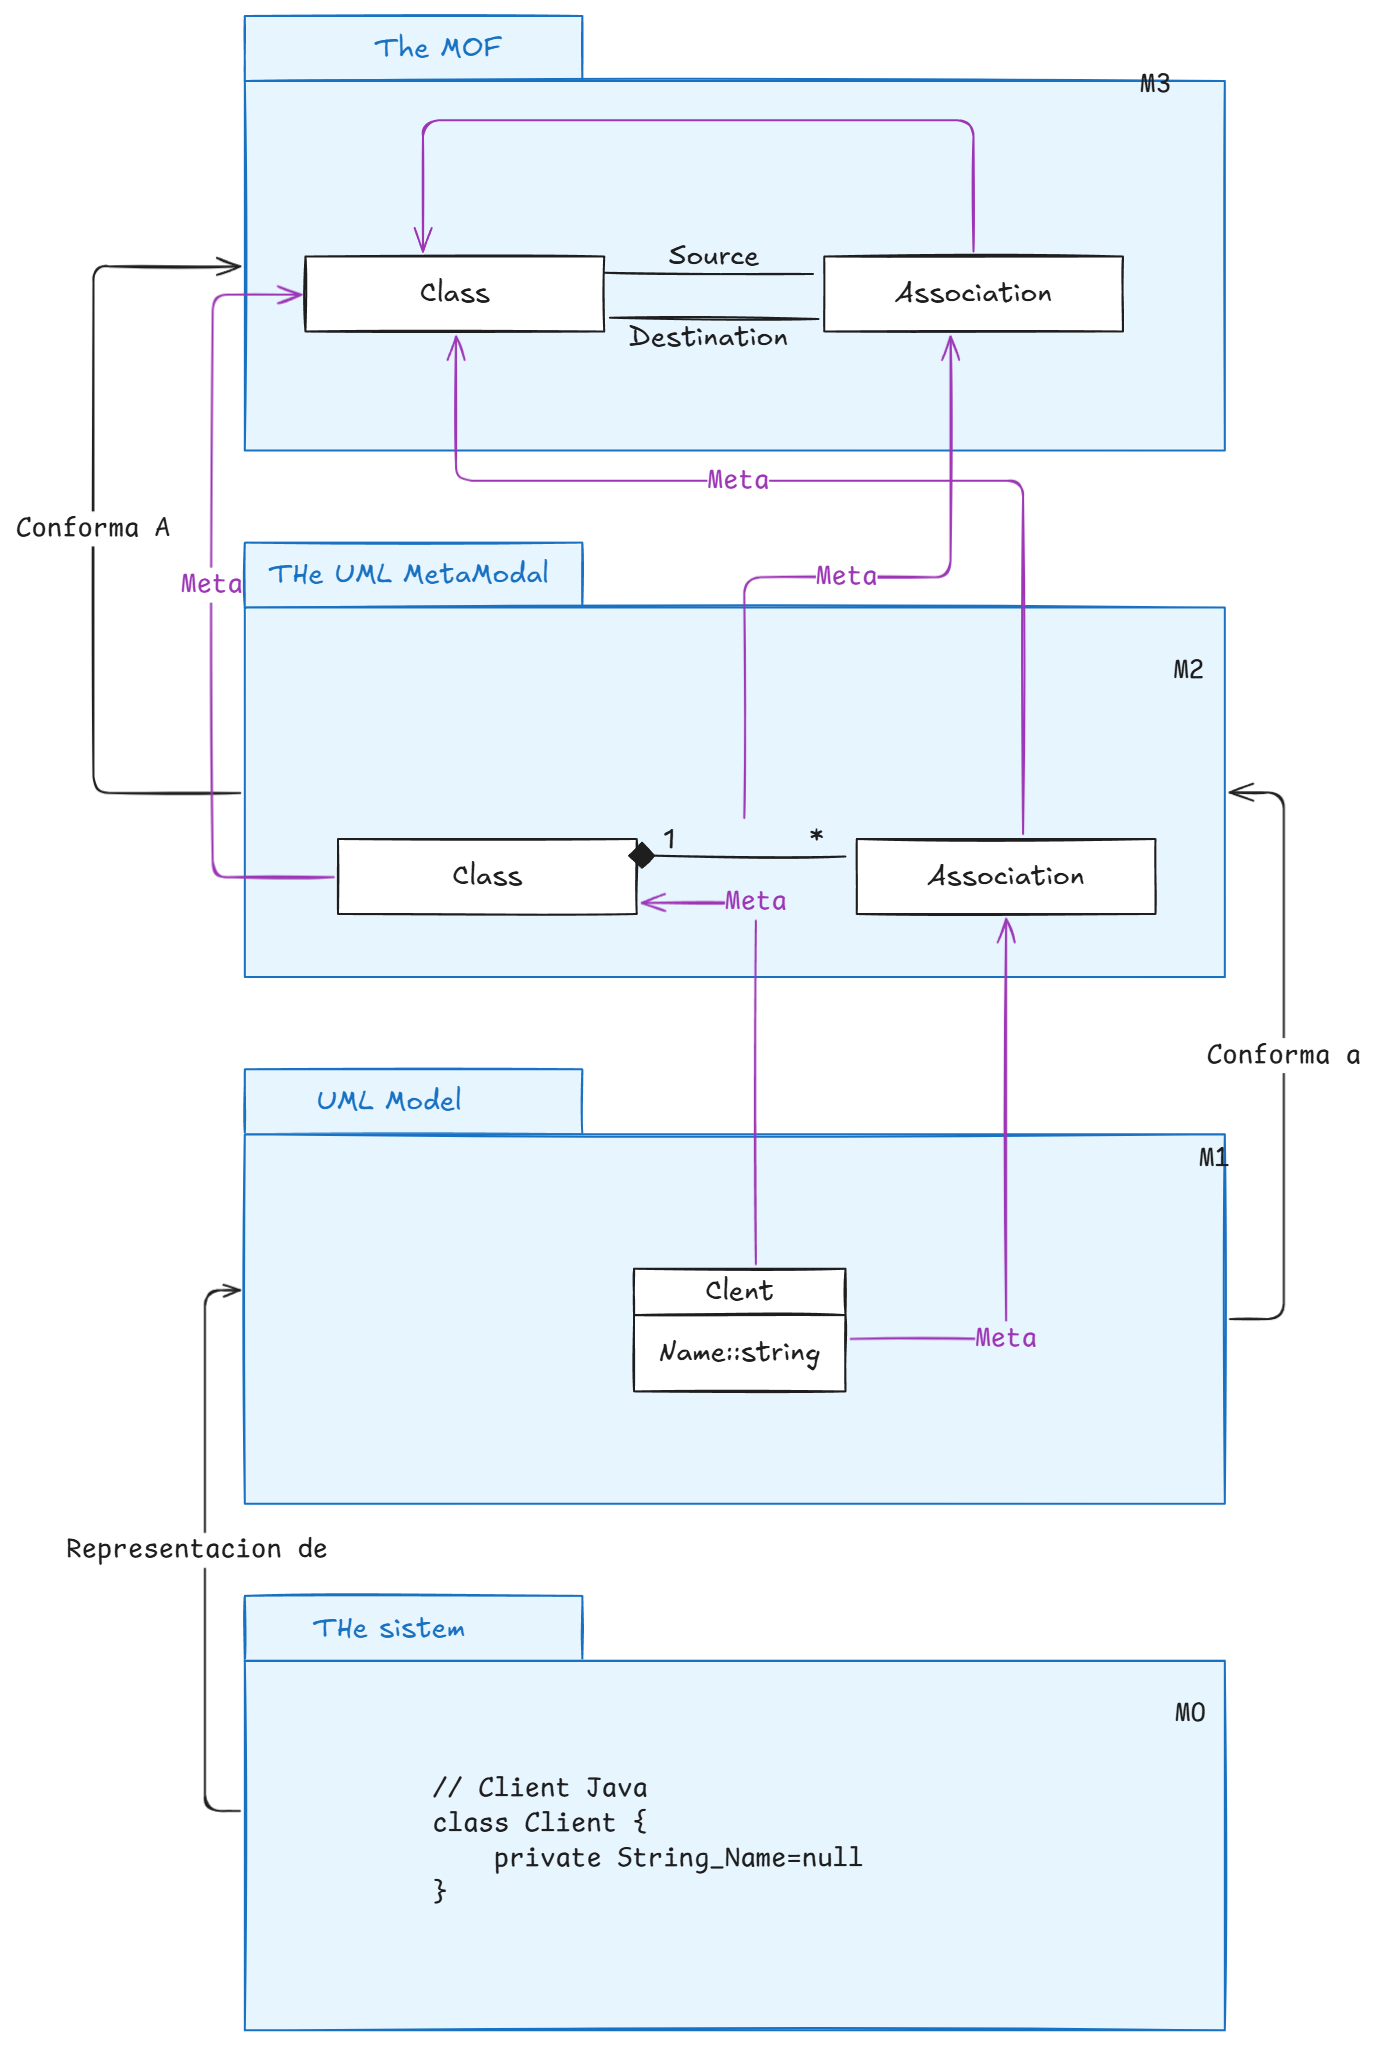 The MOF
M3
Source
Class
Association
Destination
Meta
Conforma A
Meta
THe UML MetaModal
Meta
M2
1
*
Class
Association
Meta
Conforma a
UML Model
M1
Clent
Name::string
Meta
Representacion de
THe sistem
M0
// Client Java
class Client {
    private String_Name=null
}